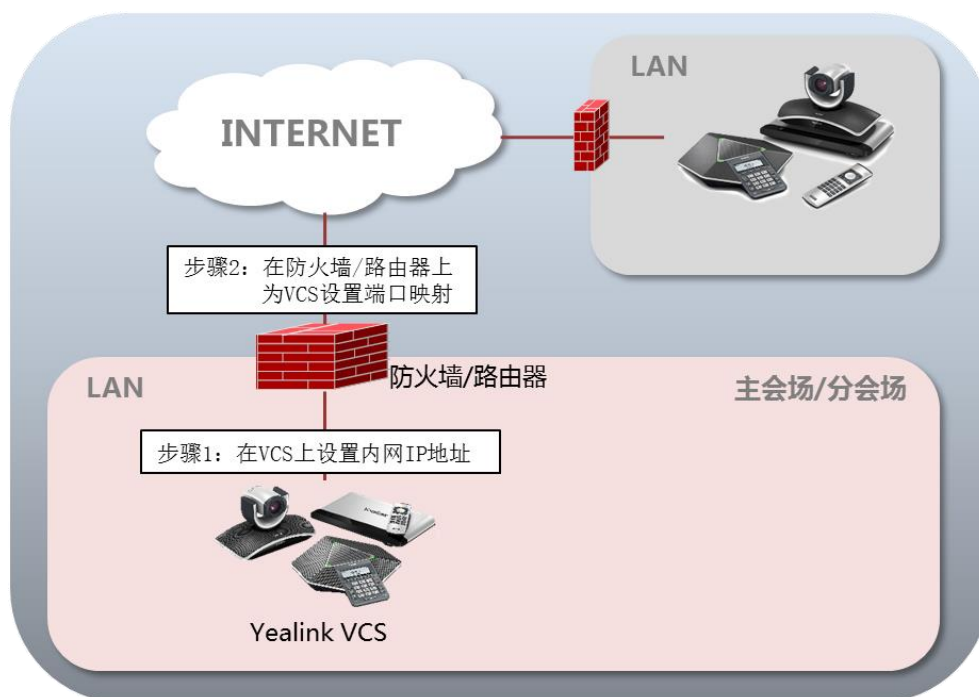 LAN
INTERNET
步骤2：在防火墙/路由器上
为VCS设置端口映射
防火墙/路由器
LAN
主会场/分会场
步骤1：在VCS上设置内网IP地址
Yealink VCS